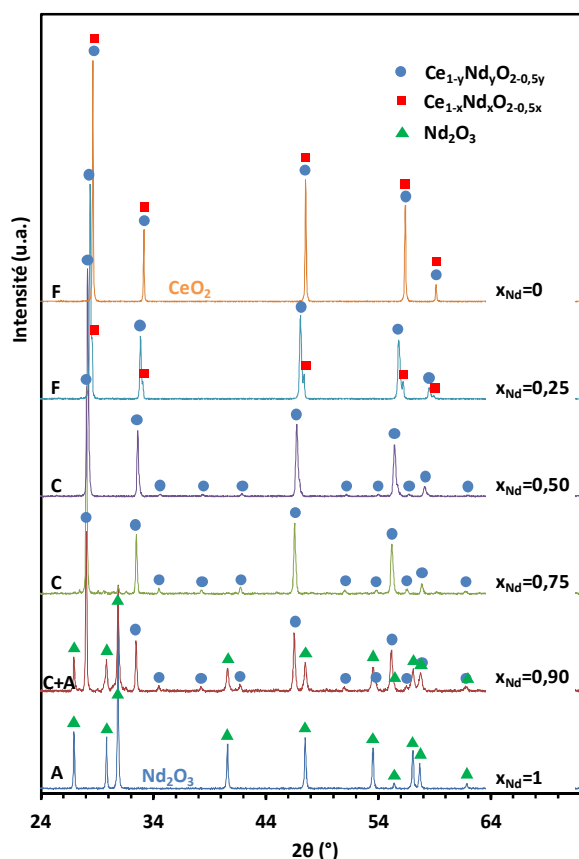 Ce1-yNdyO2-0,5y
Ce1-xNdxO2-0,5x
Nd2O3
Intensité (u.a.)
F
CeO2
xNd=0
F
xNd=0,25
C
xNd=0,50
C
xNd=0,75
C+A
xNd=0,90
A
Nd2O3
xNd=1
24 34 44 54 64
2θ (°)